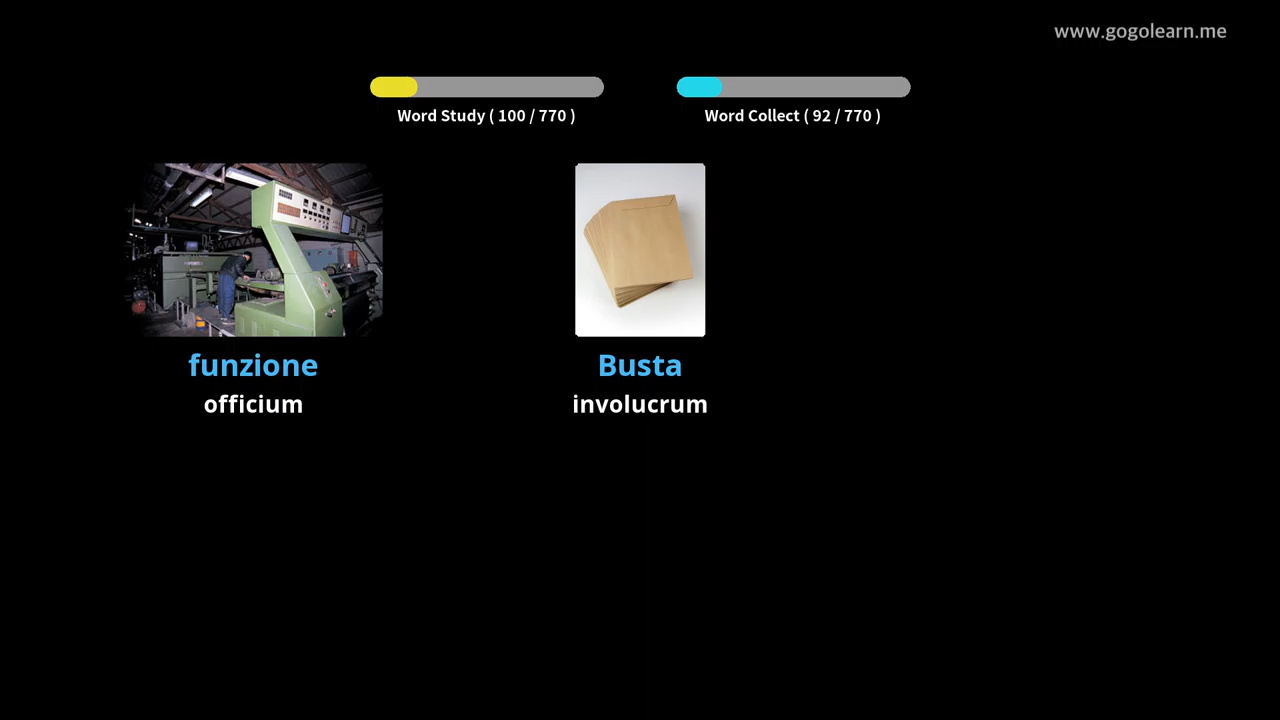 www.gogolearn.me
Word Study ( 100 / 770 )
Word Collect ( 92 / 770 )
funzione
officium
Busta
involucrum